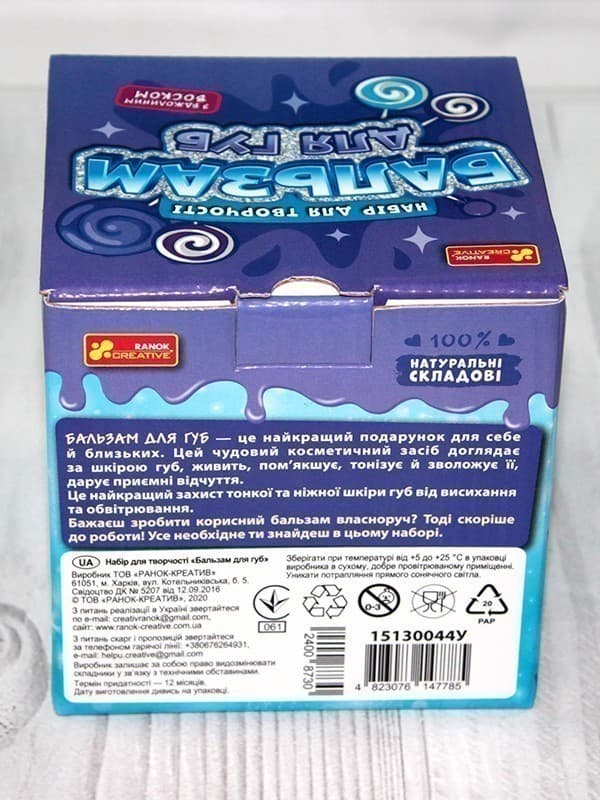 З БДЖОЛИНИМ
ВОСКОМ
ДЛЯ ГУБ
БАЛЬЗАМ
НАБІР ДЛЯ ТВОРЧОСТІ
RANOK
CREATIVE
RANOK
CREATIVE
100%
НАТУРАЛЬНІ
СКЛАДОВІ
БАЛЬЗАМ ДЛЯ ГУБ — це найкращий подарунок для себе
й близьких. Цей чудовий косметичний засіб доглядає
за шкірою губ, живить, пом'якшує, тонізує й зволожує її,
дарує приємні відчуття.
Це найкращий захист тонкої та ніжної шкіри губ від висихання
та обвітрювання.
Бажаєш зробити корисний бальзам власноруч? Тоді скоріше
до роботи! Усе необхідне ти знайдеш в цьому наборі.
UA Набір для творчості «Бальзам для губ»
Виробник ТОВ «РАНОК-КРЕАТИВ»
61051, м. Харків, вул. Котельниківська, б. 5.
Свідоцтво ДК № 5207 від 12.09.2016
© ТОВ «РАНОК-КРЕАТИВ», 2020
З питань реалізації в Україні звертайтеся
по e-mail: creativranok@gmail.com,
сайт: www.ranok-creative.com.ua
З питань скарг і пропозицій звертайтеся
за телефоном гарячої лінії: +380676264931,
e-mail: helpu.creative@gmail.com
Виробник залишає за собою право видозмінювати
складники у зв'язку з технічними обставинами.
Термін придатності — 12 місяців.
Дату виготовлення дивись на упаковці.
Зберігати при температурі від +5 до +25 °С в упаковці
виробника в сухому, добре провітрюваному приміщенні.
Уникати потрапляння прямого сонячного світла.
061
0-3
20
PAP
2400 8730
15130044У
4 823076 147785